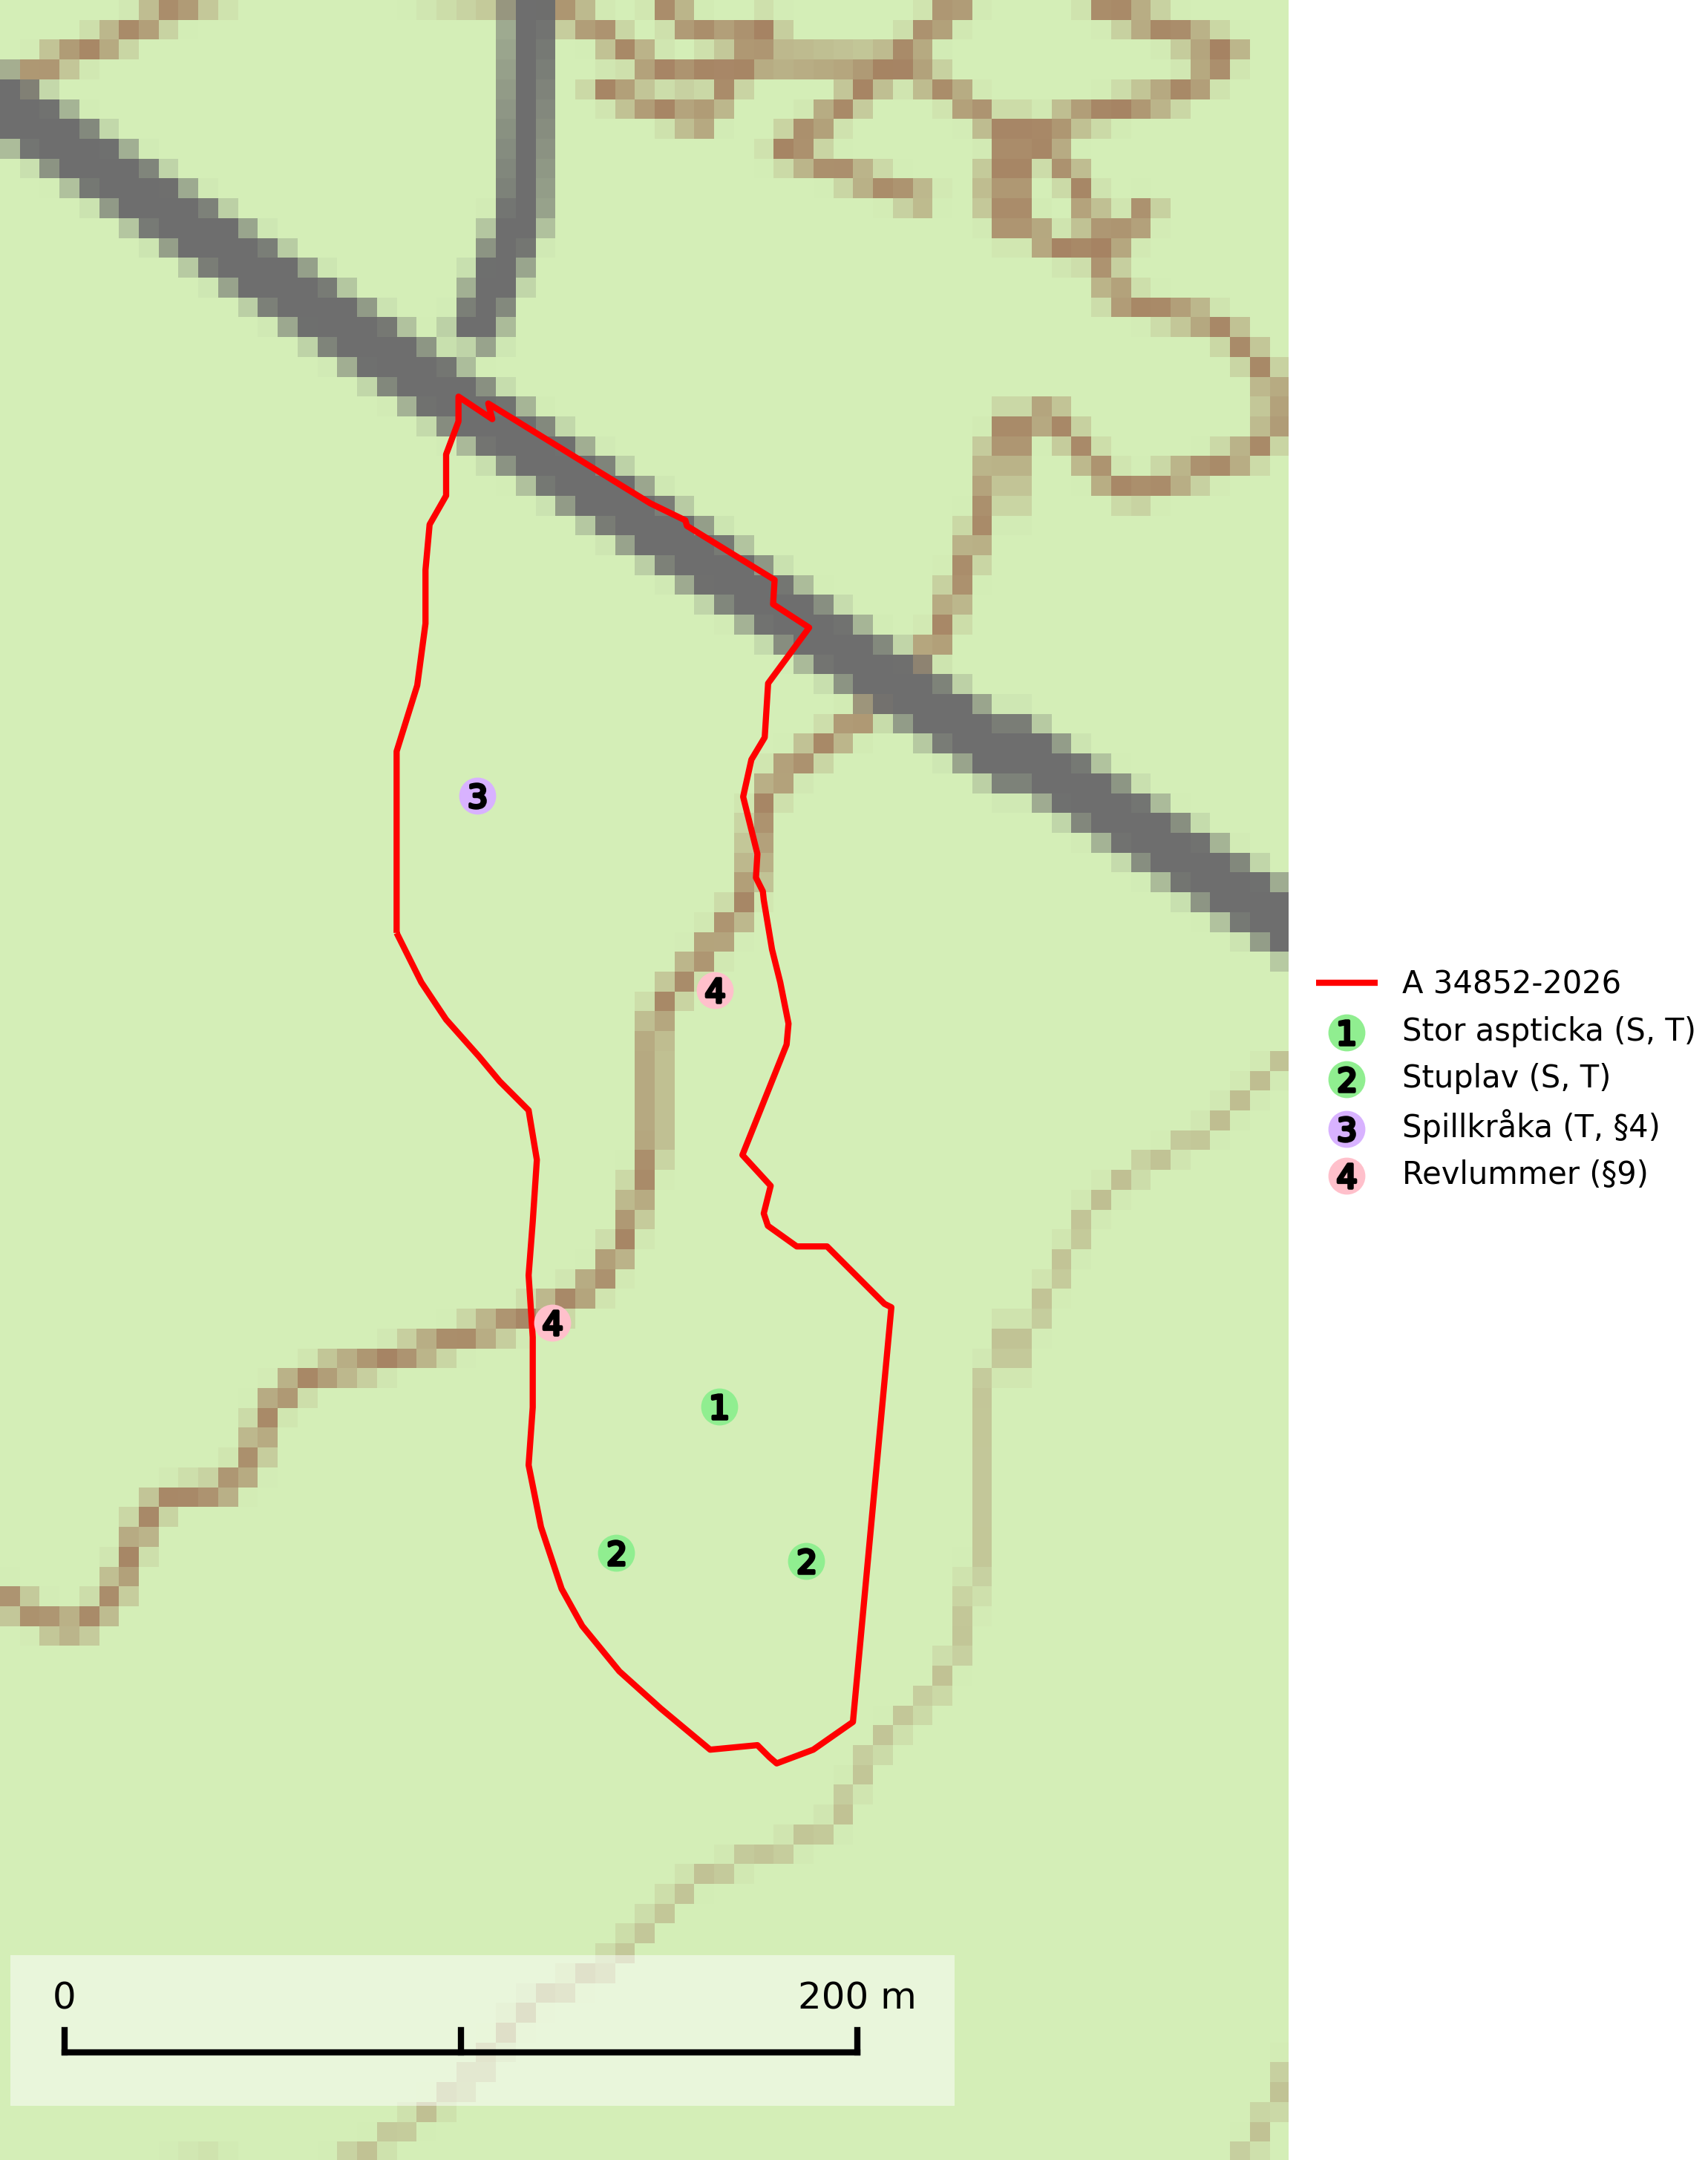 3
4
4
1
2
2
0 200 m
A 34852-2026
1 Stor aspticka (S, T)
2 Stuplav (S, T)
3 Spillkråka (T, §4)
4 Revlummer (§9)